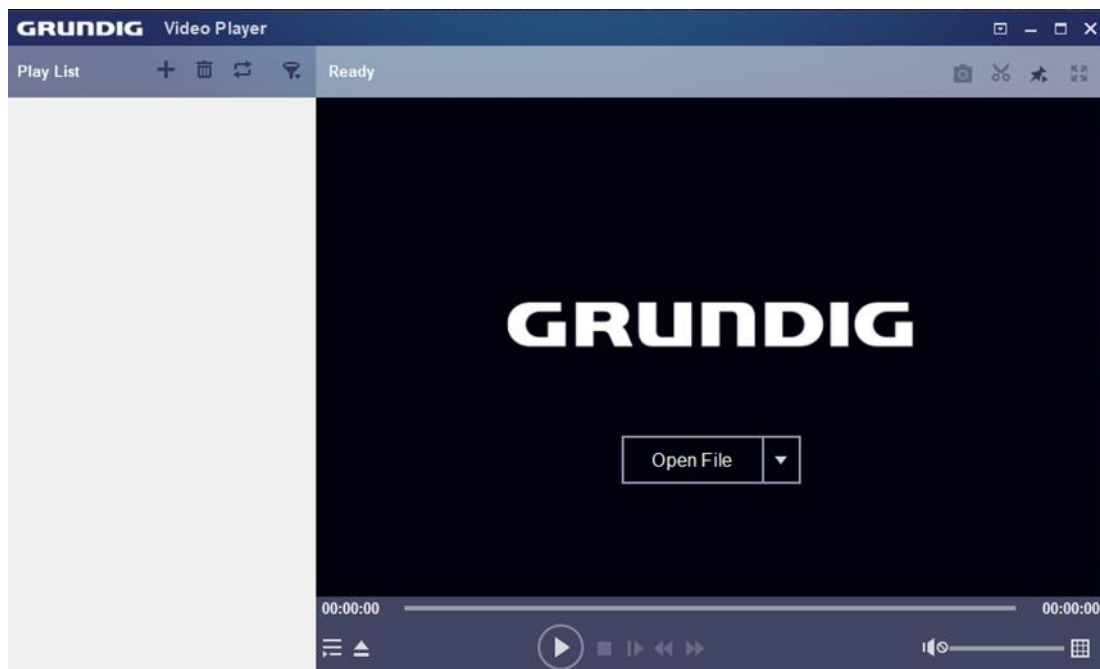 GRUNDIG Video Player
Play List
Ready
GRUNDIG
Open File
00:00:00
00:00:00